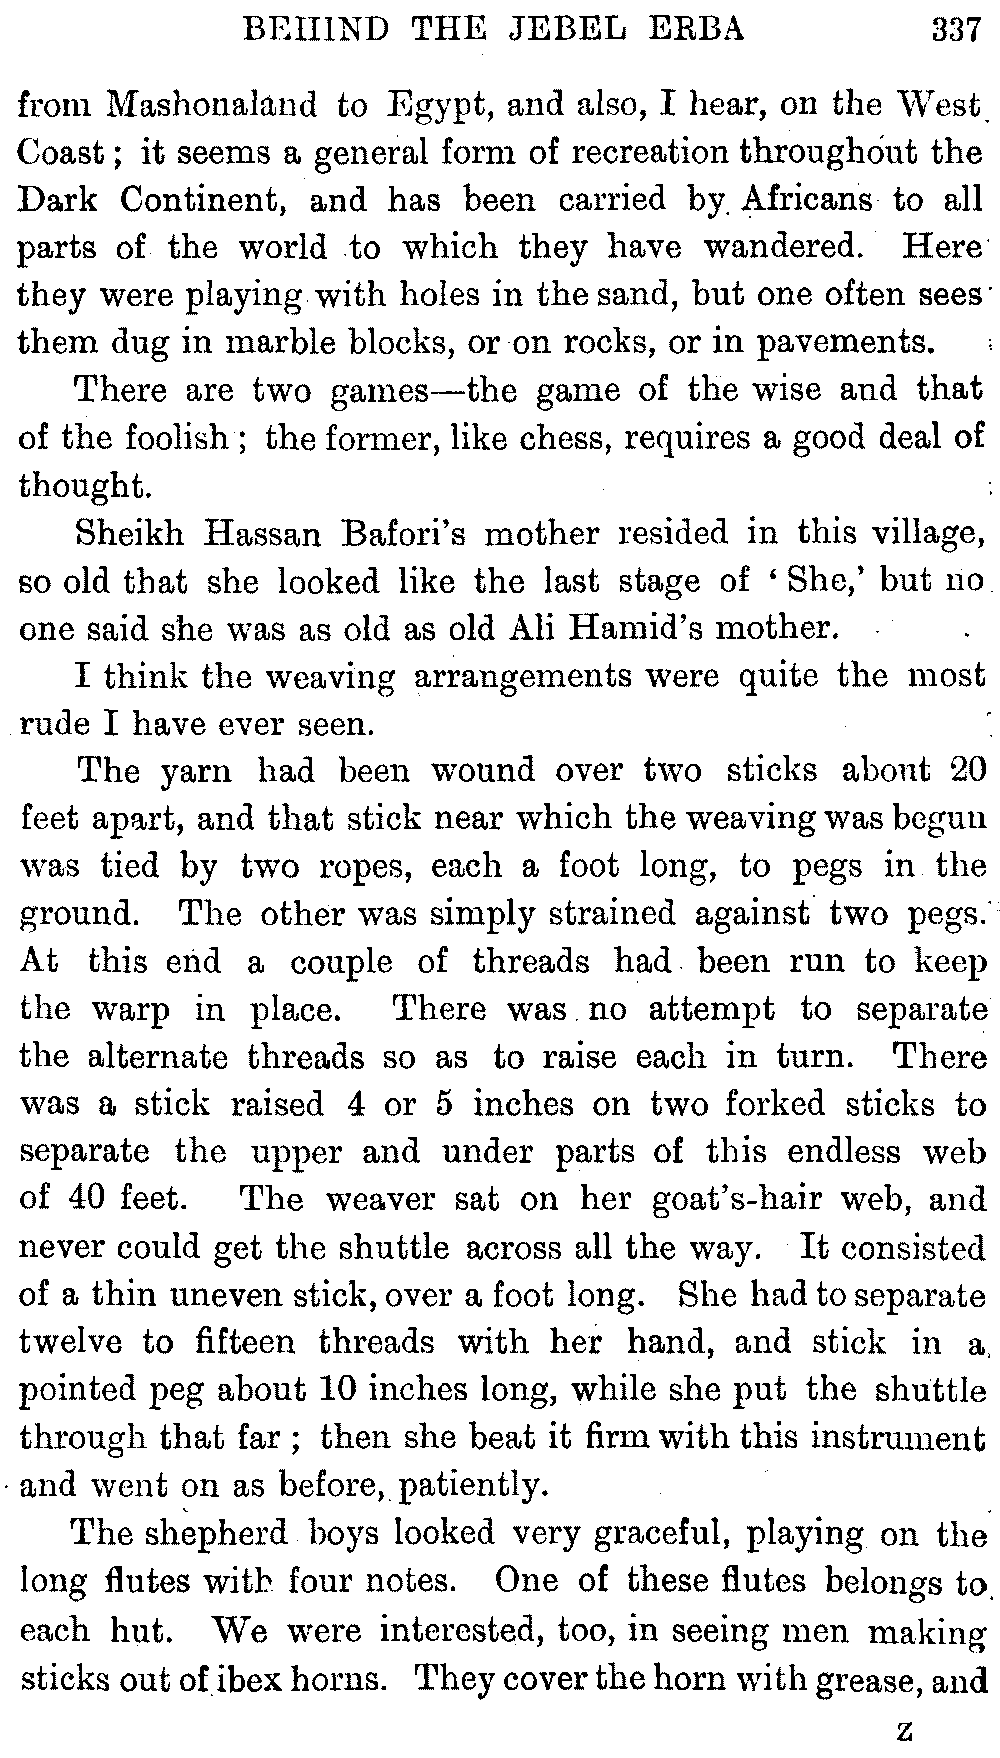 BEHIND THE JEBEL ERBA 337
from Mashonaland to Egypt, and also, I hear, on the West
Coast; it seems a general form of recreation throughout the
Dark Continent, and has been carried by Africans to all
parts of the world to which they have wandered. Here
they were playing with holes in the sand, but one often sees
them dug in marble blocks, or on rocks, or in pavements.
There are two games—the game of the wise and that
of the foolish; the former, like chess, requires a good deal of
thought.
Sheikh Hassan Bafori's mother resided in this village,
so old that she looked like the last stage of ‘She,’ but no
one said she was as old as old Ali Hamid's mother.
I think the weaving arrangements were quite the most
rude I have ever seen.
The yarn had been wound over two sticks about 20
feet apart, and that stick near which the weaving was begun
was tied by two ropes, each a foot long, to pegs in the
ground. The other was simply strained against two pegs.
At this end a couple of threads had been run to keep
the warp in place. There was no attempt to separate
the alternate threads so as to raise each in turn. There
was a stick raised 4 or 5 inches on two forked sticks to
separate the upper and under parts of this endless web
of 40 feet. The weaver sat on her goat's-hair web, and
never could get the shuttle across all the way. It consisted
of a thin uneven stick, over a foot long. She had to separate
twelve to fifteen threads with her hand, and stick in a
pointed peg about 10 inches long, while she put the shuttle
through that far; then she beat it firm with this instrument
and went on as before, patiently.
The shepherd boys looked very graceful, playing on the
long flutes with four notes. One of these flutes belongs to
each hut. We were interested, too, in seeing men making
sticks out of ibex horns. They cover the horn with grease, and
Z